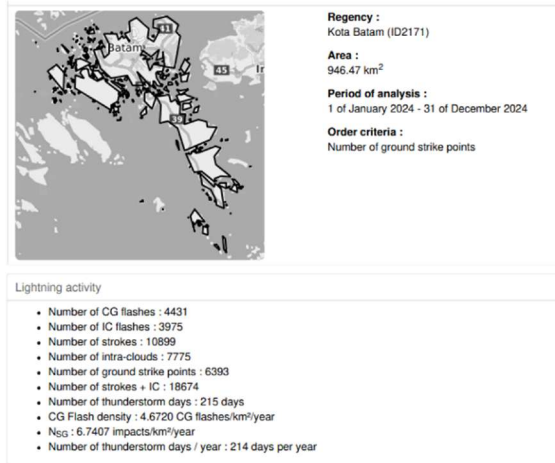 Batam
51
45
39
Regency :
Kota Batam (ID2171)
Area :
946.47 km²
Period of analysis :
1 of January 2024 - 31 of December 2024
Order criteria :
Number of ground strike points
Lightning activity
• Number of CG flashes : 4431
• Number of IC flashes : 3975
• Number of strokes : 10899
• Number of intra-clouds : 7775
• Number of ground strike points : 6393
• Number of strokes + IC : 18674
• Number of thunderstorm days : 215 days
• CG Flash density : 4.6720 CG flashes/km²/year
• NSG : 6.7407 impacts/km²/year
• Number of thunderstorm days / year : 214 days per year